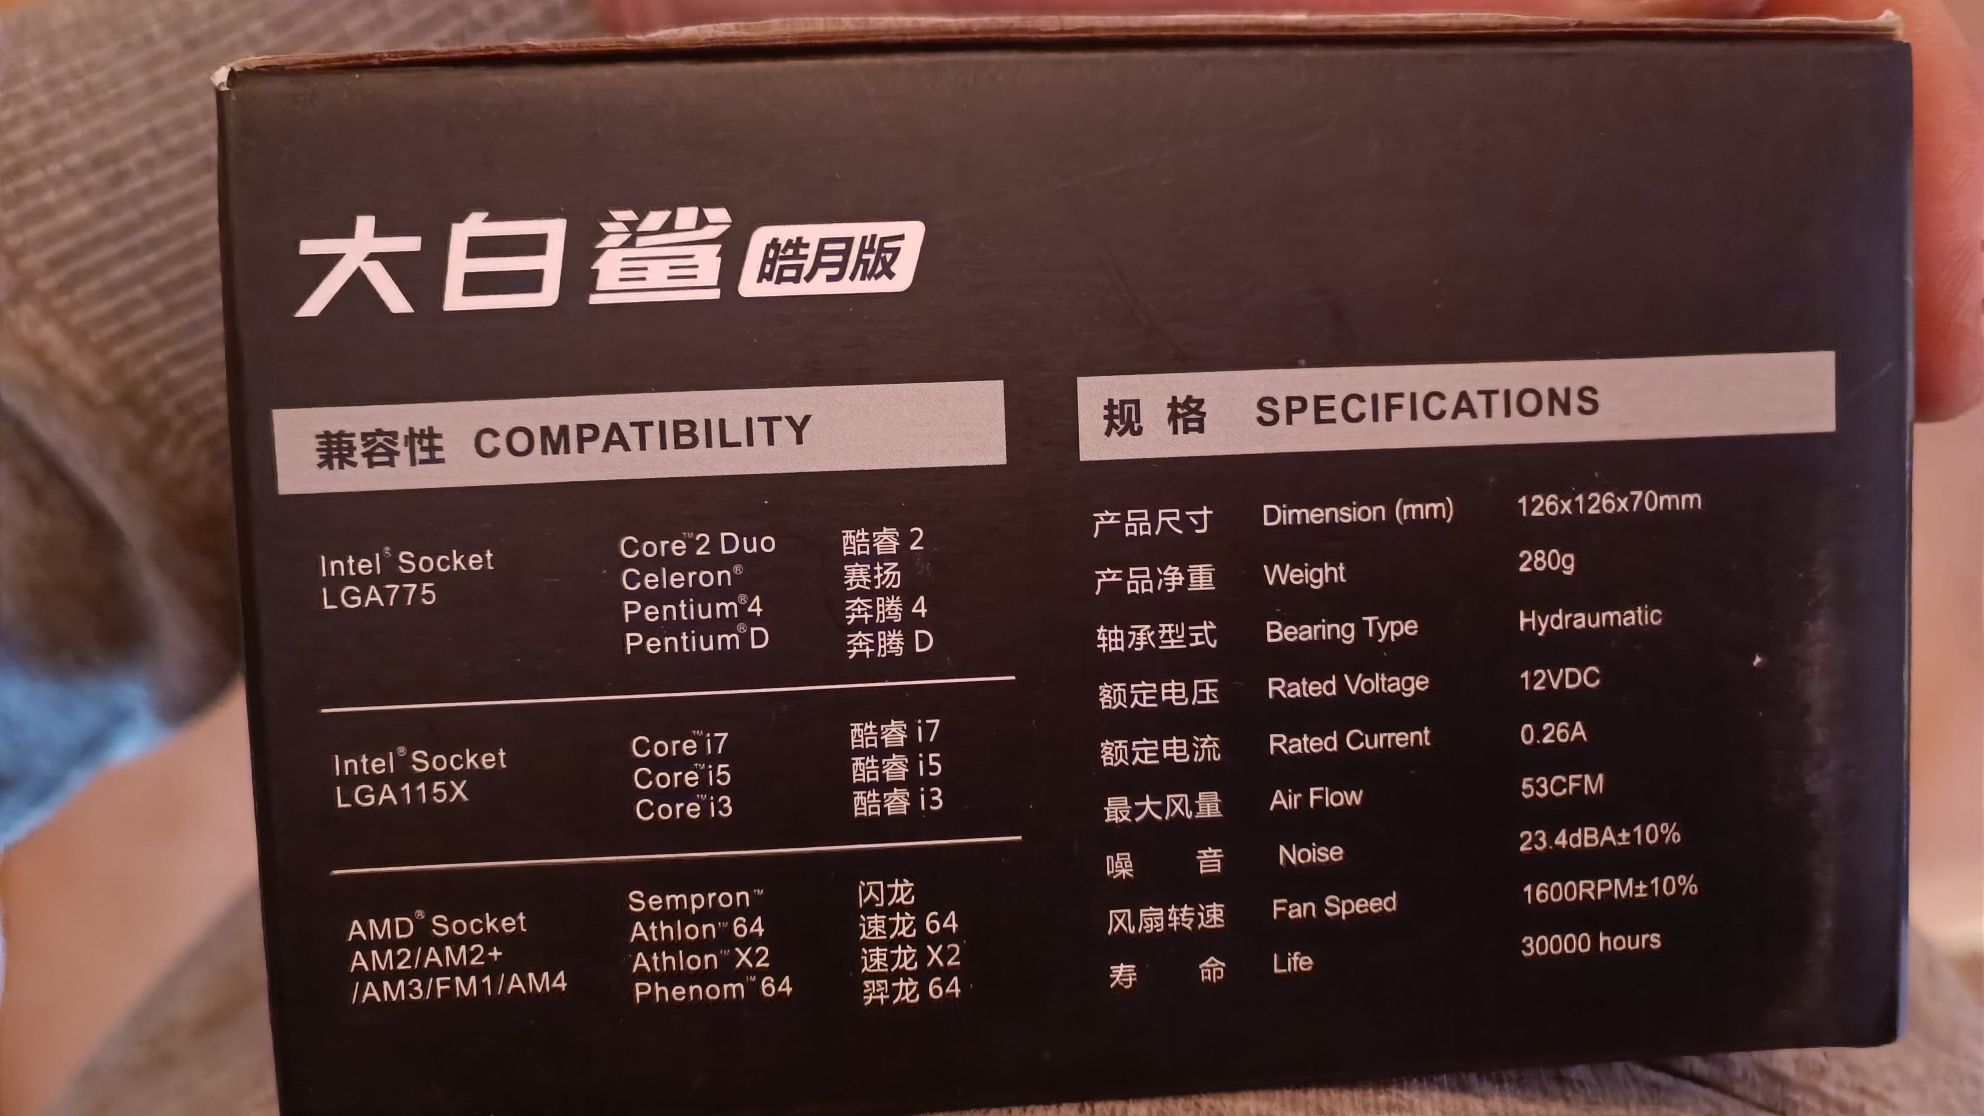 大白鲨 皓月版
兼容性 COMPATIBILITY
Intel® Socket
LGA775
Core™2 Duo 酷睿 2
Celeron® 赛扬
Pentium®4 奔腾 4
Pentium®D 奔腾 D
Intel® Socket
LGA115X
Core™i7 酷睿 i7
Core™i5 酷睿 i5
Core™i3 酷睿 i3
AMD® Socket
AM2/AM2+
/AM3/FM1/AM4
Sempron™ 闪龙
Athlon™64 速龙 64
Athlon™X2 速龙 X2
Phenom™64 羿龙 64
规格 SPECIFICATIONS
产品尺寸 Dimension (mm) 126x126x70mm
产品净重 Weight 280g
轴承型式 Bearing Type Hydraumatic
额定电压 Rated Voltage 12VDC
额定电流 Rated Current 0.26A
最大风量 Air Flow 53CFM
噪音 Noise 23.4dBA±10%
风扇转速 Fan Speed 1600RPM±10%
寿命 Life 30000 hours